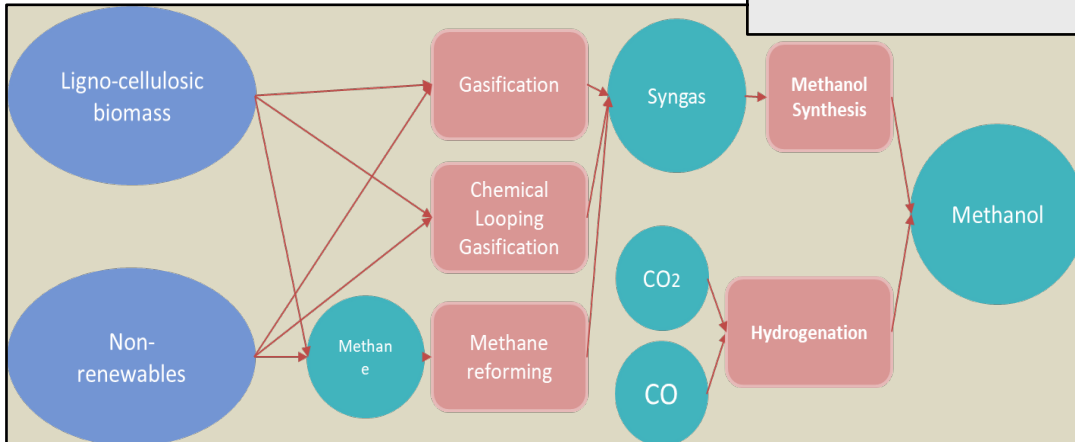 Ligno-cellulosic
biomass
Gasification
Syngas
Methanol
Synthesis
Chemical
Looping
Gasification
Methanol
CO2
Non-
renewables
Methan
e
Methane
reforming
Hydrogenation
CO